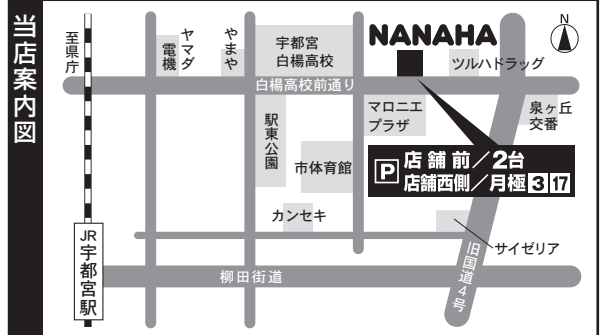 当店案内図
至県庁
ヤマダ
電機
やまや
宇都宮
白楊高校
NANAHA
N
ツルハドラッグ
白楊高校前通り
駅東公園
マロニエ
プラザ
泉ヶ丘
交番
市体育館
P 店舗前/2台
店舗西側/月極 3 17
カンセキ
サイゼリア
JR
宇都宮駅
柳田街道
旧国道4号